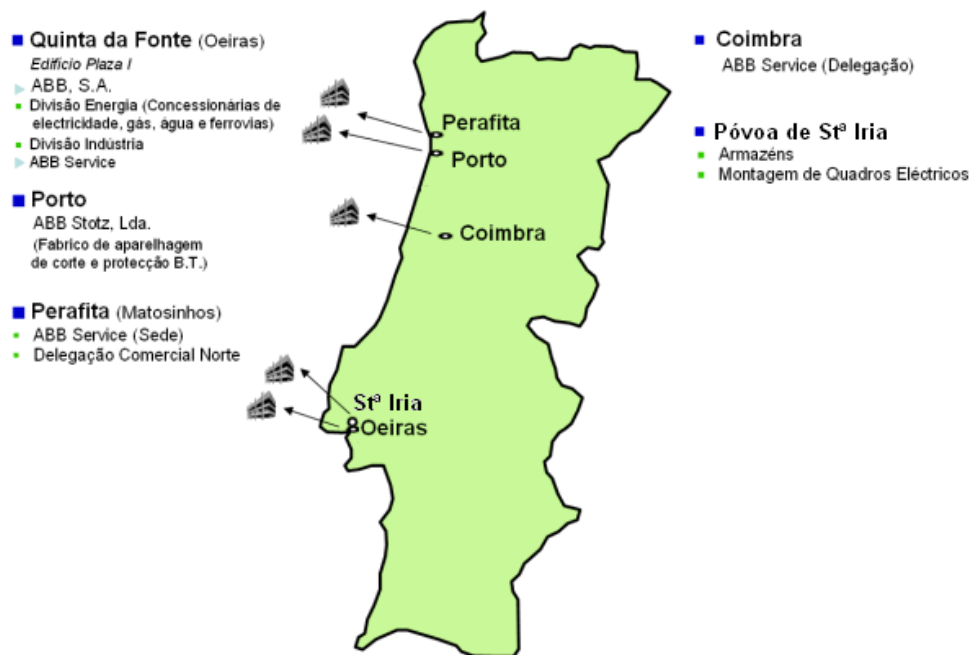 Quinta da Fonte (Oeiras)
Edifício Plaza I
ABB, S.A.
Divisão Energia (Concessionárias de
electricidade, gás, água e ferrovias)
Divisão Indústria
ABB Service
Porto
ABB Stotz, Lda.
(Fabrico de aparelhagem
de corte e protecção B.T.)
Perafita (Matosinhos)
ABB Service (Sede)
Delegação Comercial Norte
Perafita
Porto
Coimbra
Stª Iria
Oeiras
Coimbra
ABB Service (Delegação)
Póvoa de Stª Iria
Armazéns
Montagem de Quadros Eléctricos